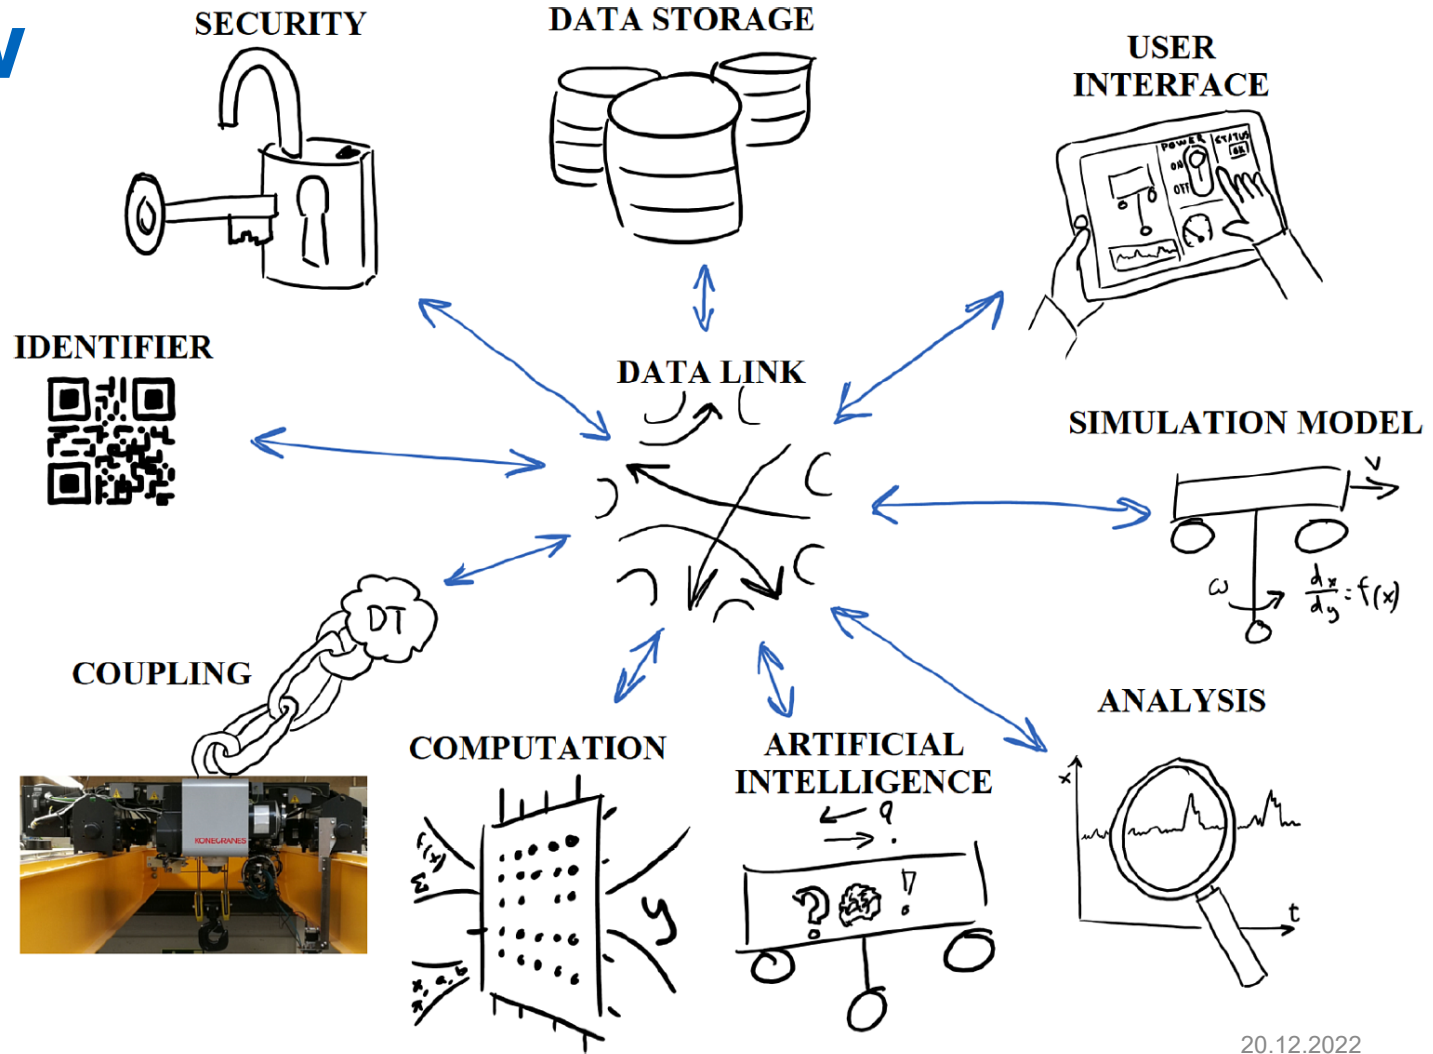 SECURITY
DATA STORAGE
USER
INTERFACE
POWER
STATUS
ON
OK
OFF
IDENTIFIER
DATA LINK
SIMULATION MODEL
v
ω
dx/dy = f(x)
DT
COUPLING
KONECRANES
COMPUTATION
f(x)
Σ
x, a, b
π
y
ARTIFICIAL
INTELLIGENCE
?
? !
ANALYSIS
x
t
20.12.2022